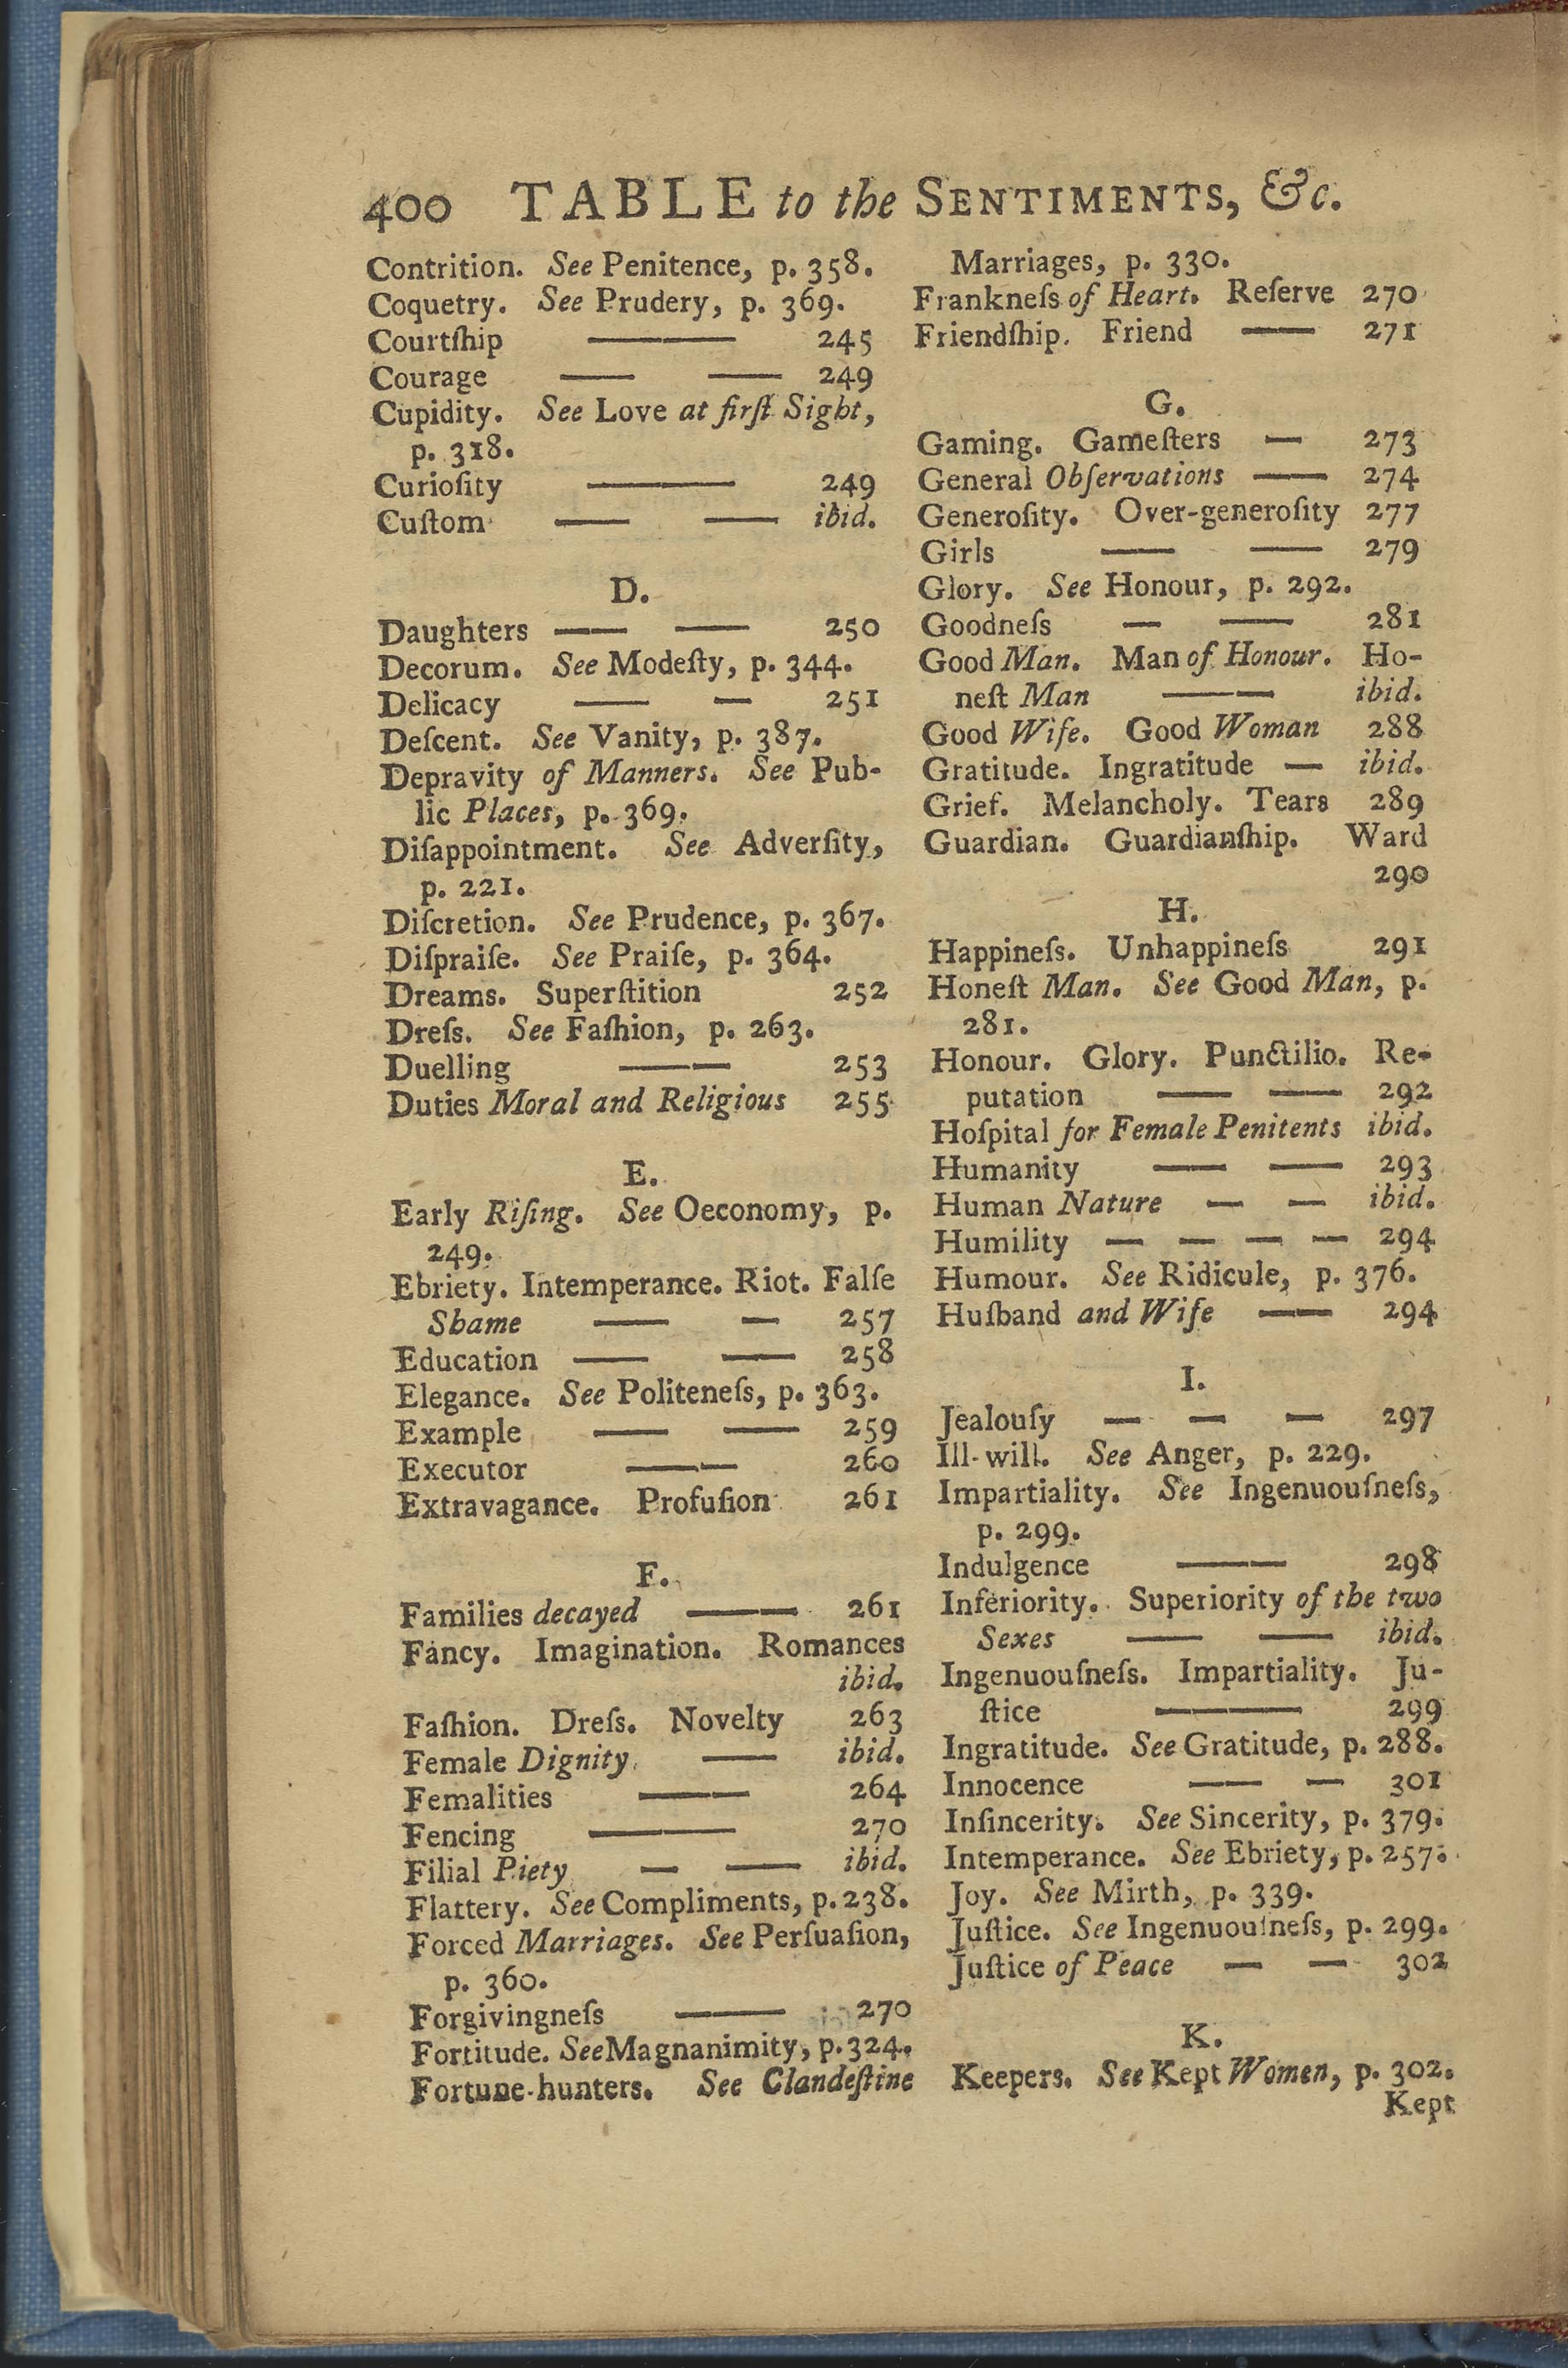 400 TABLE to the SENTIMENTS, &c.
Contrition. See Penitence, p. 358.
Coquetry. See Prudery, p. 369.
Courtſhip —— 245
Courage — — 249
Cupidity. See Love at firſt Sight,
p. 318.
Curioſity —— 249
Cuſtom — — ibid.
D.
Daughters — — 250
Decorum. See Modeſty, p. 344.
Delicacy — — 251
Deſcent. See Vanity, p. 387.
Depravity of Manners. See Pub-
lic Places, p. 369.
Diſappointment. See Adverſity,
p. 221.
Diſcretion. See Prudence, p. 367.
Diſpraiſe. See Praiſe, p. 364.
Dreams. Superſtition 252
Dreſs. See Faſhion, p. 263.
Duelling —— 253
Duties Moral and Religious 255
E.
Early Riſing. See Oeconomy, p.
249.
Ebriety. Intemperance. Riot. Falſe
Shame — — 257
Education — — 258
Elegance. See Politeneſs, p. 363.
Example — — 259
Executor —— 260
Extravagance. Profuſion 261
F.
Families decayed —— 261
Fancy. Imagination. Romances
ibid.
Faſhion. Dreſs. Novelty 263
Female Dignity — ibid.
Femalities —— 264
Fencing —— 270
Filial Piety — — ibid.
Flattery. See Compliments, p. 238.
Forced Marriages. See Perſuaſion,
p. 360.
Forgivingneſs —— 270
Fortitude. See Magnanimity, p. 324.
Fortune-hunters. See Clandeſtine
Marriages, p. 330.
Frankneſs of Heart. Reſerve 270
Friendſhip. Friend — 271
G.
Gaming. Gameſters — 273
General Obſervations — 274
Generoſity. Over-generoſity 277
Girls — — 279
Glory. See Honour, p. 292.
Goodneſs — — 281
Good Man. Man of Honour. Ho-
neſt Man —— ibid.
Good Wife. Good Woman 288
Gratitude. Ingratitude — ibid.
Grief. Melancholy. Tears 289
Guardian. Guardianſhip. Ward
290
H.
Happineſs. Unhappineſs 291
Honeſt Man. See Good Man, p.
281.
Honour. Glory. Punctilio. Re-
putation — — 292
Hoſpital for Female Penitents ibid.
Humanity — — 293
Human Nature — — ibid.
Humility — — — — 294
Humour. See Ridicule, p. 376.
Huſband and Wife —— 294
I.
Jealouſy — — — 297
Ill-will. See Anger, p. 229.
Impartiality. See Ingenuouſneſs,
p. 299.
Indulgence —— 298
Inferiority. Superiority of the two
Sexes — — ibid.
Ingenuouſneſs. Impartiality. Ju-
ſtice —— 299
Ingratitude. See Gratitude, p. 288.
Innocence — — 301
Inſincerity. See Sincerity, p. 379.
Intemperance. See Ebriety, p. 257.
Joy. See Mirth, p. 339.
Juſtice. See Ingenuouſneſs, p. 299.
Juſtice of Peace — — 302
K.
Keepers. See Kept Women, p. 302.
Kept